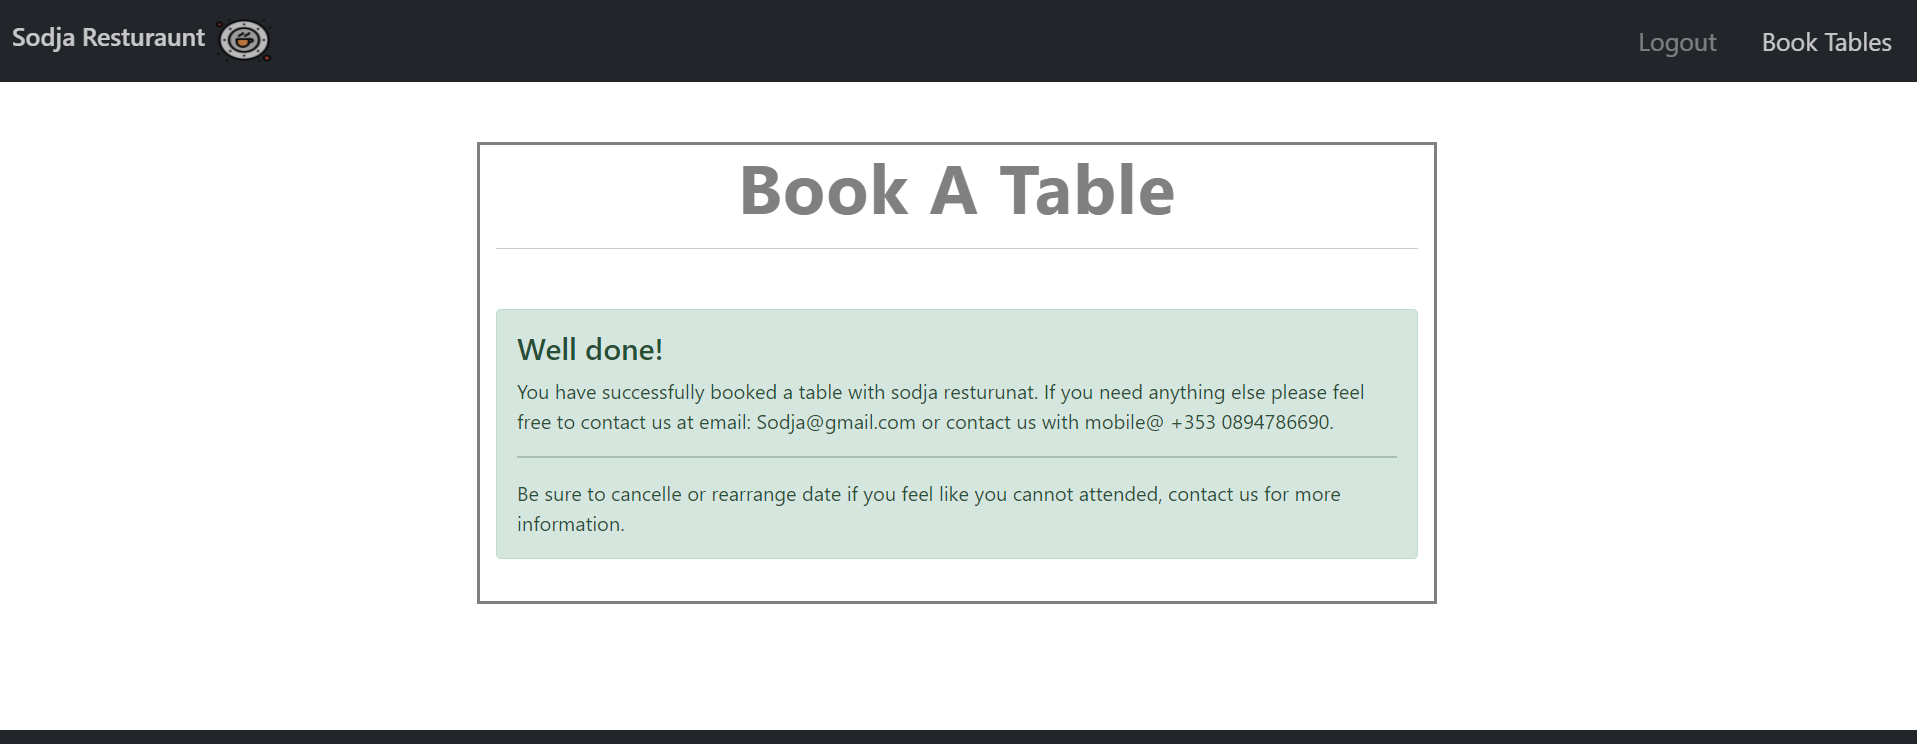 Sodja Resturaunt
Logout
Book Tables
Book A Table
Well done!
You have successfully booked a table with sodja resturunat. If you need anything else please feel
free to contact us at email: Sodja@gmail.com or contact us with mobile@ +353 0894786690.
Be sure to cancelle or rearrange date if you feel like you cannot attended, contact us for more
information.